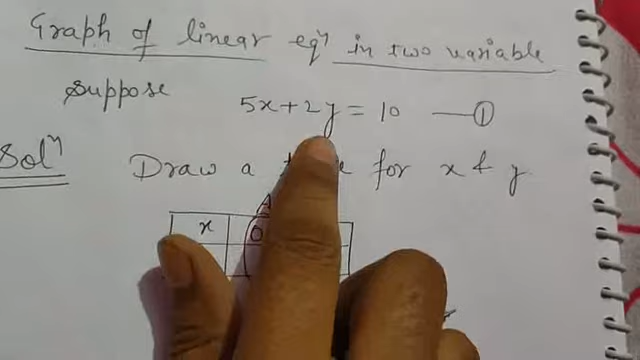 Graph of linear eqⁿ in two variable
Suppose 5x+2y = 10 —①
Solⁿ Draw a for x & y
A
x 0